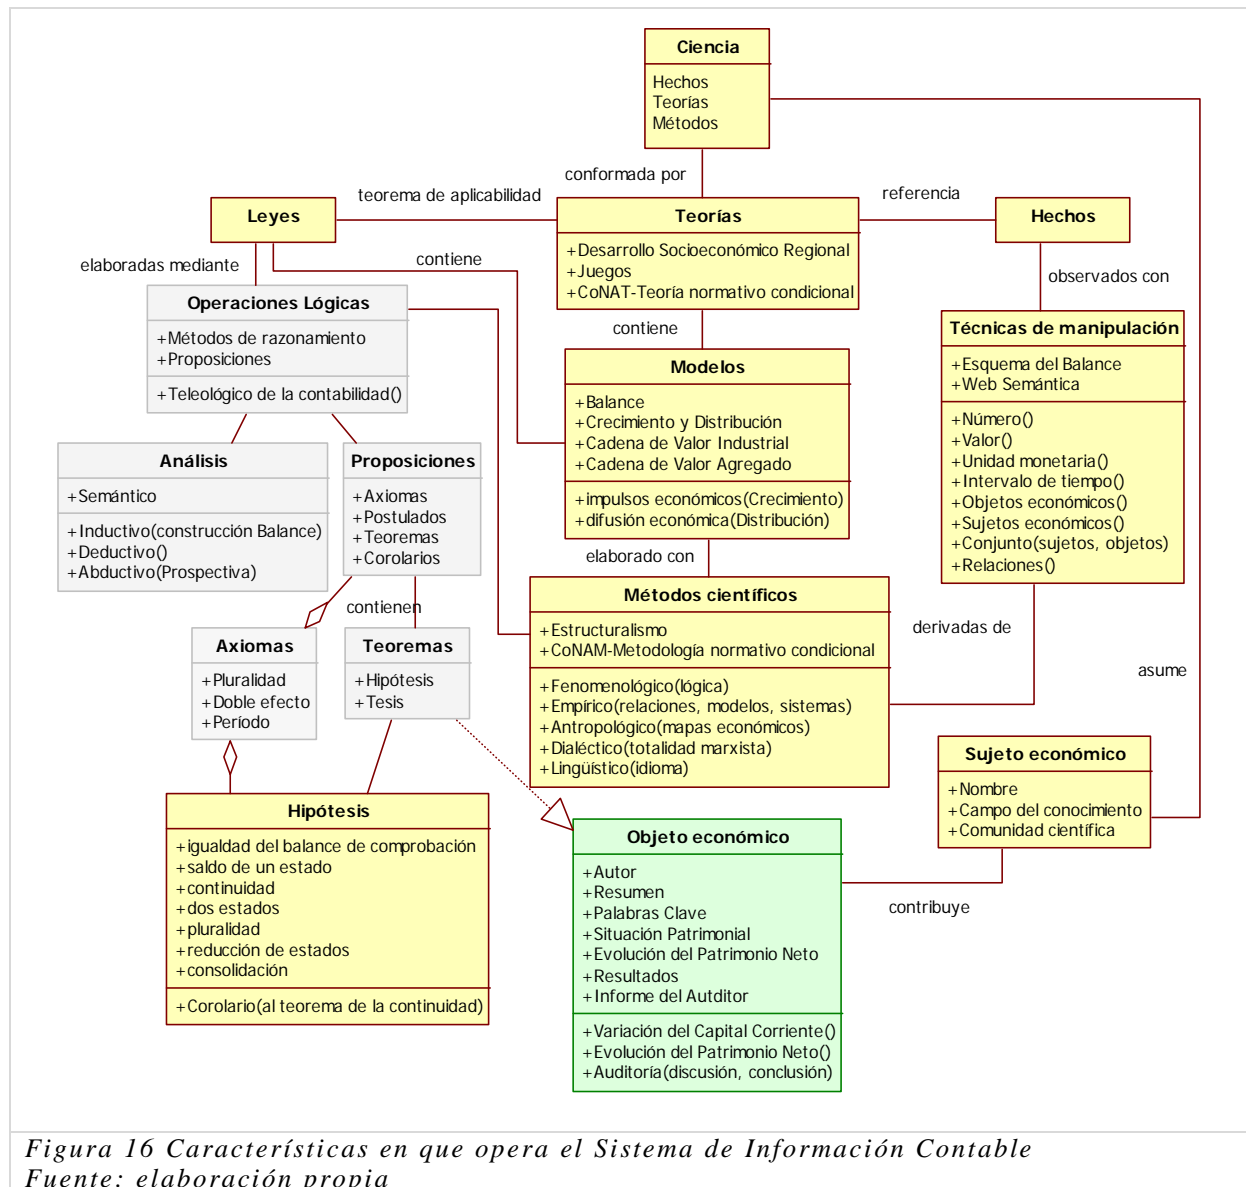 Ciencia
Hechos
Teorías
Métodos
conformada por
teorema de aplicabilidad
referencia
Leyes
Teorías
+Desarrollo Socioeconómico Regional
+Juegos
+CoNAT-Teoría normativo condicional
Hechos
elaboradas mediante
contiene
observados con
Operaciones Lógicas
+Métodos de razonamiento
+Proposiciones
+Teleológico de la contabilidad()
contiene
Técnicas de manipulación
+Esquema del Balance
+Web Semántica
+Número()
+Valor()
+Unidad monetaria()
+Intervalo de tiempo()
+Objetos económicos()
+Sujetos económicos()
+Conjunto(sujetos, objetos)
+Relaciones()
Modelos
+Balance
+Crecimiento y Distribución
+Cadena de Valor Industrial
+Cadena de Valor Agregado
+impulsos económicos(Crecimiento)
+difusión económica(Distribución)
Análisis
+Semántico
+Inductivo(construcción Balance)
+Deductivo()
+Abductivo(Prospectiva)
Proposiciones
+Axiomas
+Postulados
+Teoremas
+Corolarios
elaborado con
contienen
Métodos científicos
+Estructuralismo
+CoNAM-Metodología normativo condicional
+Fenomenológico(lógica)
+Empírico(relaciones, modelos, sistemas)
+Antropológico(mapas económicos)
+Dialéctico(totalidad marxista)
+Lingüístico(idioma)
derivadas de
asume
Axiomas
+Pluralidad
+Doble efecto
+Período
Teoremas
+Hipótesis
+Tesis
Sujeto económico
+Nombre
+Campo del conocimiento
+Comunidad científica
Hipótesis
+igualdad del balance de comprobación
+saldo de un estado
+continuidad
+dos estados
+pluralidad
+reducción de estados
+consolidación
+Corolario(al teorema de la continuidad)
Objeto económico
+Autor
+Resumen
+Palabras Clave
+Situación Patrimonial
+Evolución del Patrimonio Neto
+Resultados
+Informe del Autditor
+Variación del Capital Corriente()
+Evolución del Patrimonio Neto()
+Auditoría(discusión, conclusión)
contribuye
Figura 16 Características en que opera el Sistema de Información Contable
Fuente: elaboración propia